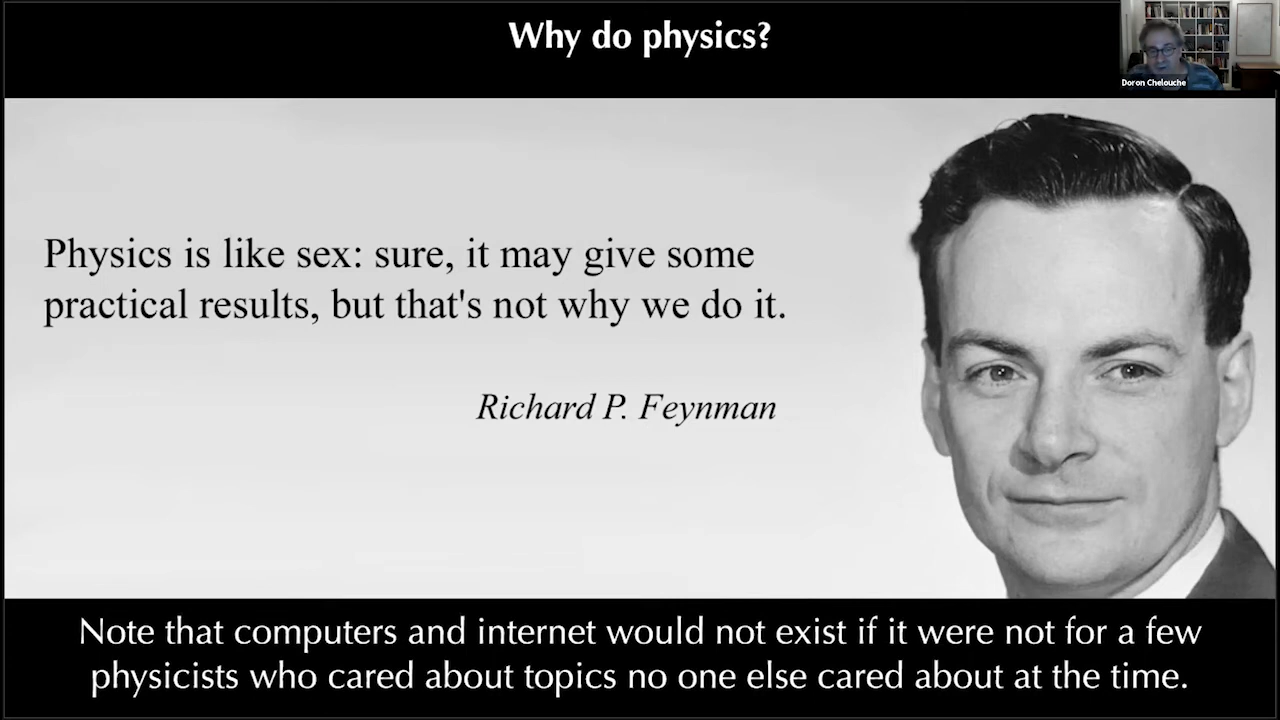 Why do physics?
Doron Chelouche
Physics is like sex: sure, it may give some
practical results, but that's not why we do it.
Richard P. Feynman
Note that computers and internet would not exist if it were not for a few
physicists who cared about topics no one else cared about at the time.